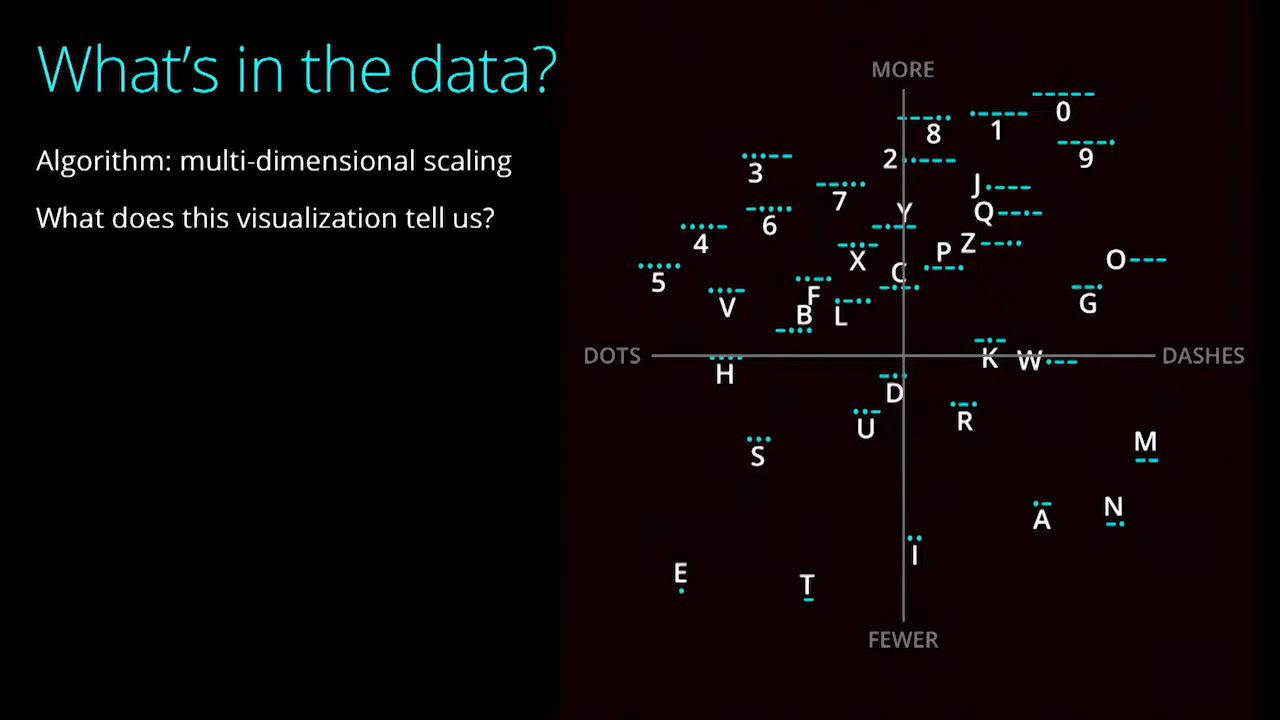 What's in the data?
Algorithm: multi-dimensional scaling
What does this visualization tell us?
MORE
0
8
1
2
9
3
J
7
Y
Q
6
4
P
Z
X
O
C
5
F
G
V
B
L
DOTS
K
W
DASHES
H
D
U
R
M
S
N
A
I
E
T
FEWER